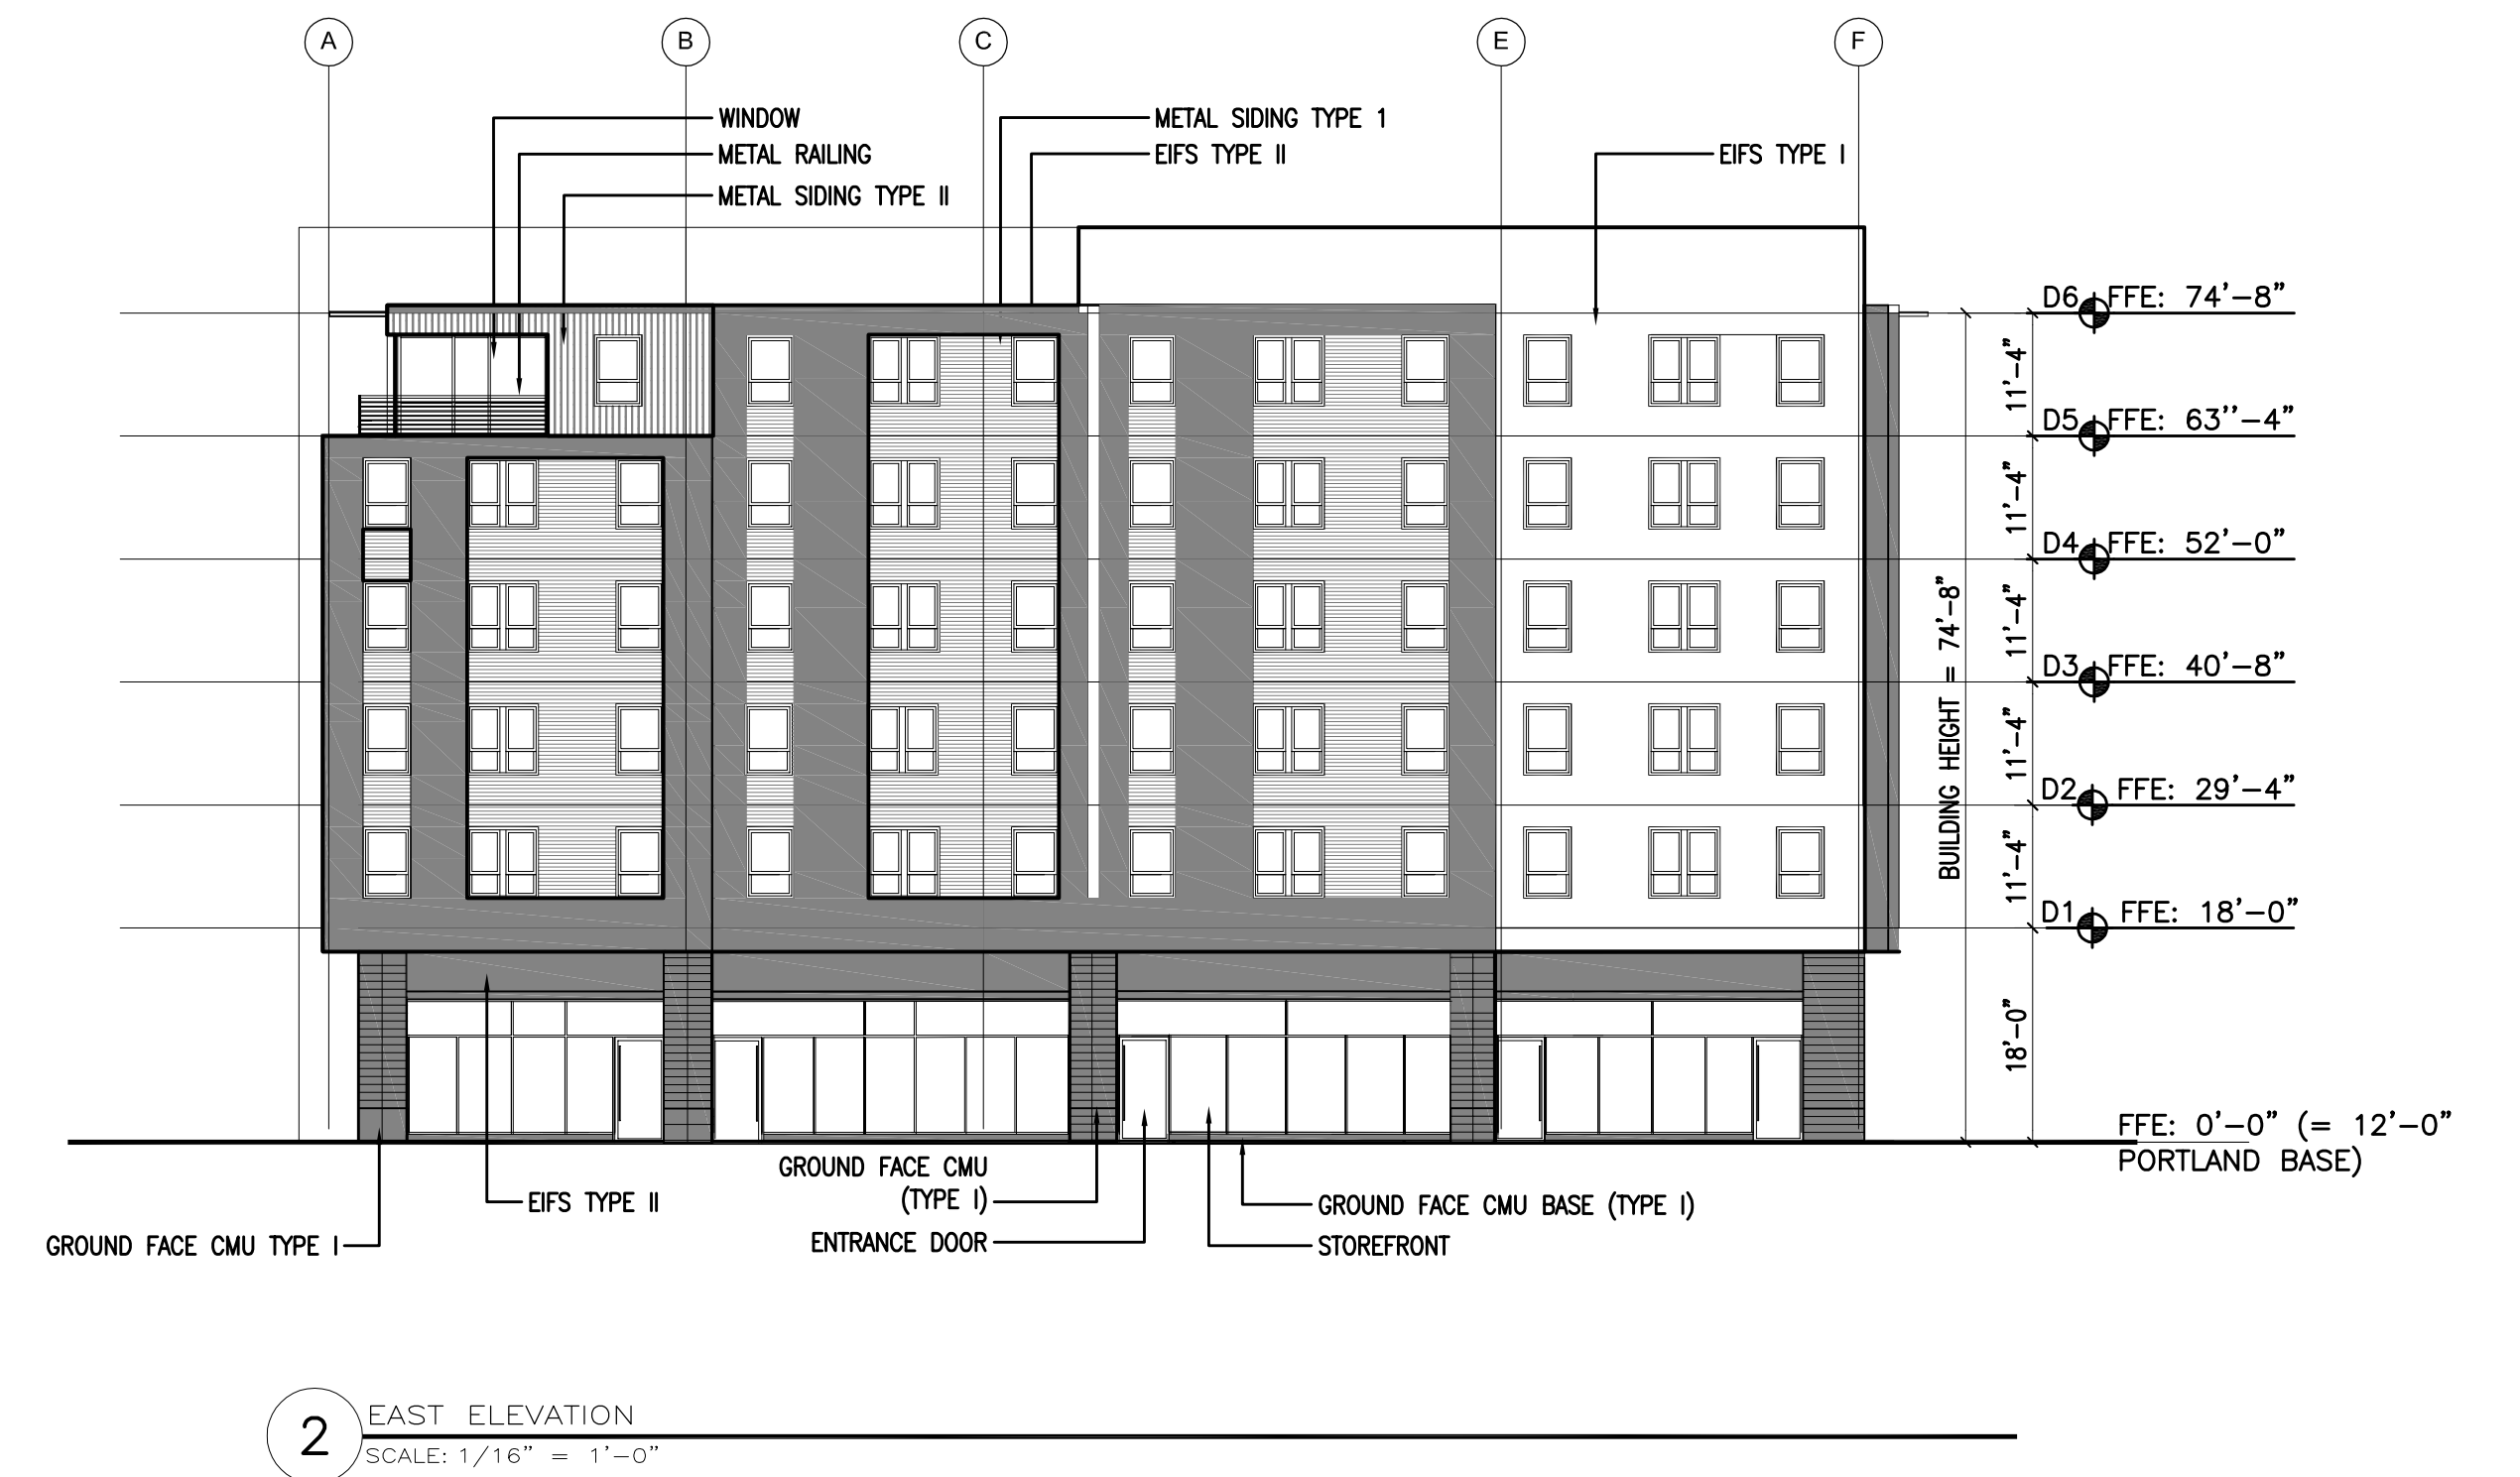 A
B
C
E
F
WINDOW
METAL RAILING
METAL SIDING TYPE II
METAL SIDING TYPE 1
EIFS TYPE II
EIFS TYPE I
D6 FFE: 74'-8"
11'-4"
D5 FFE: 63''-4"
11'-4"
D4 FFE: 52'-0"
11'-4"
D3 FFE: 40'-8"
11'-4"
D2 FFE: 29'-4"
11'-4"
D1 FFE: 18'-0"
BUILDING HEIGHT = 74'-8"
18'-0"
FFE: 0'-0" (= 12'-0"
PORTLAND BASE)
GROUND FACE CMU
(TYPE I)
EIFS TYPE II
GROUND FACE CMU BASE (TYPE I)
GROUND FACE CMU TYPE I
ENTRANCE DOOR
STOREFRONT
2
EAST ELEVATION
SCALE: 1/16" = 1'-0"